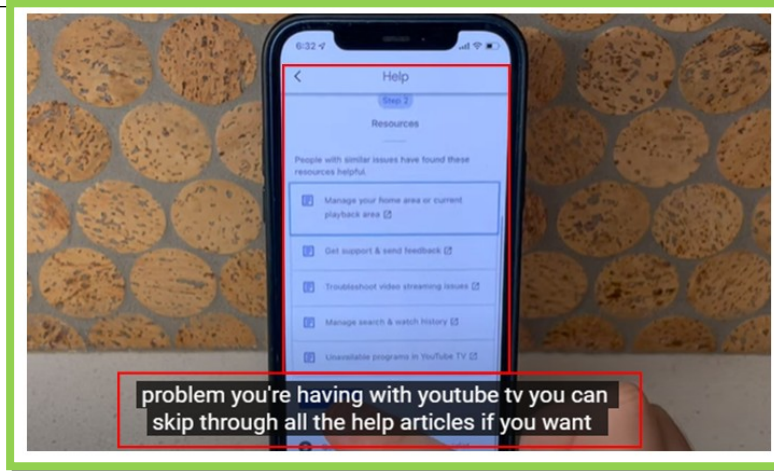 6:32
Help
Step 2
Resources
People with similar issues have found these
resources helpful.
Manage your home area or current
playback area
Get support & send feedback
Troubleshoot video streaming issues
Manage search & watch history
Unavailable programs in YouTube TV
problem you're having with youtube tv you can
skip through all the help articles if you want